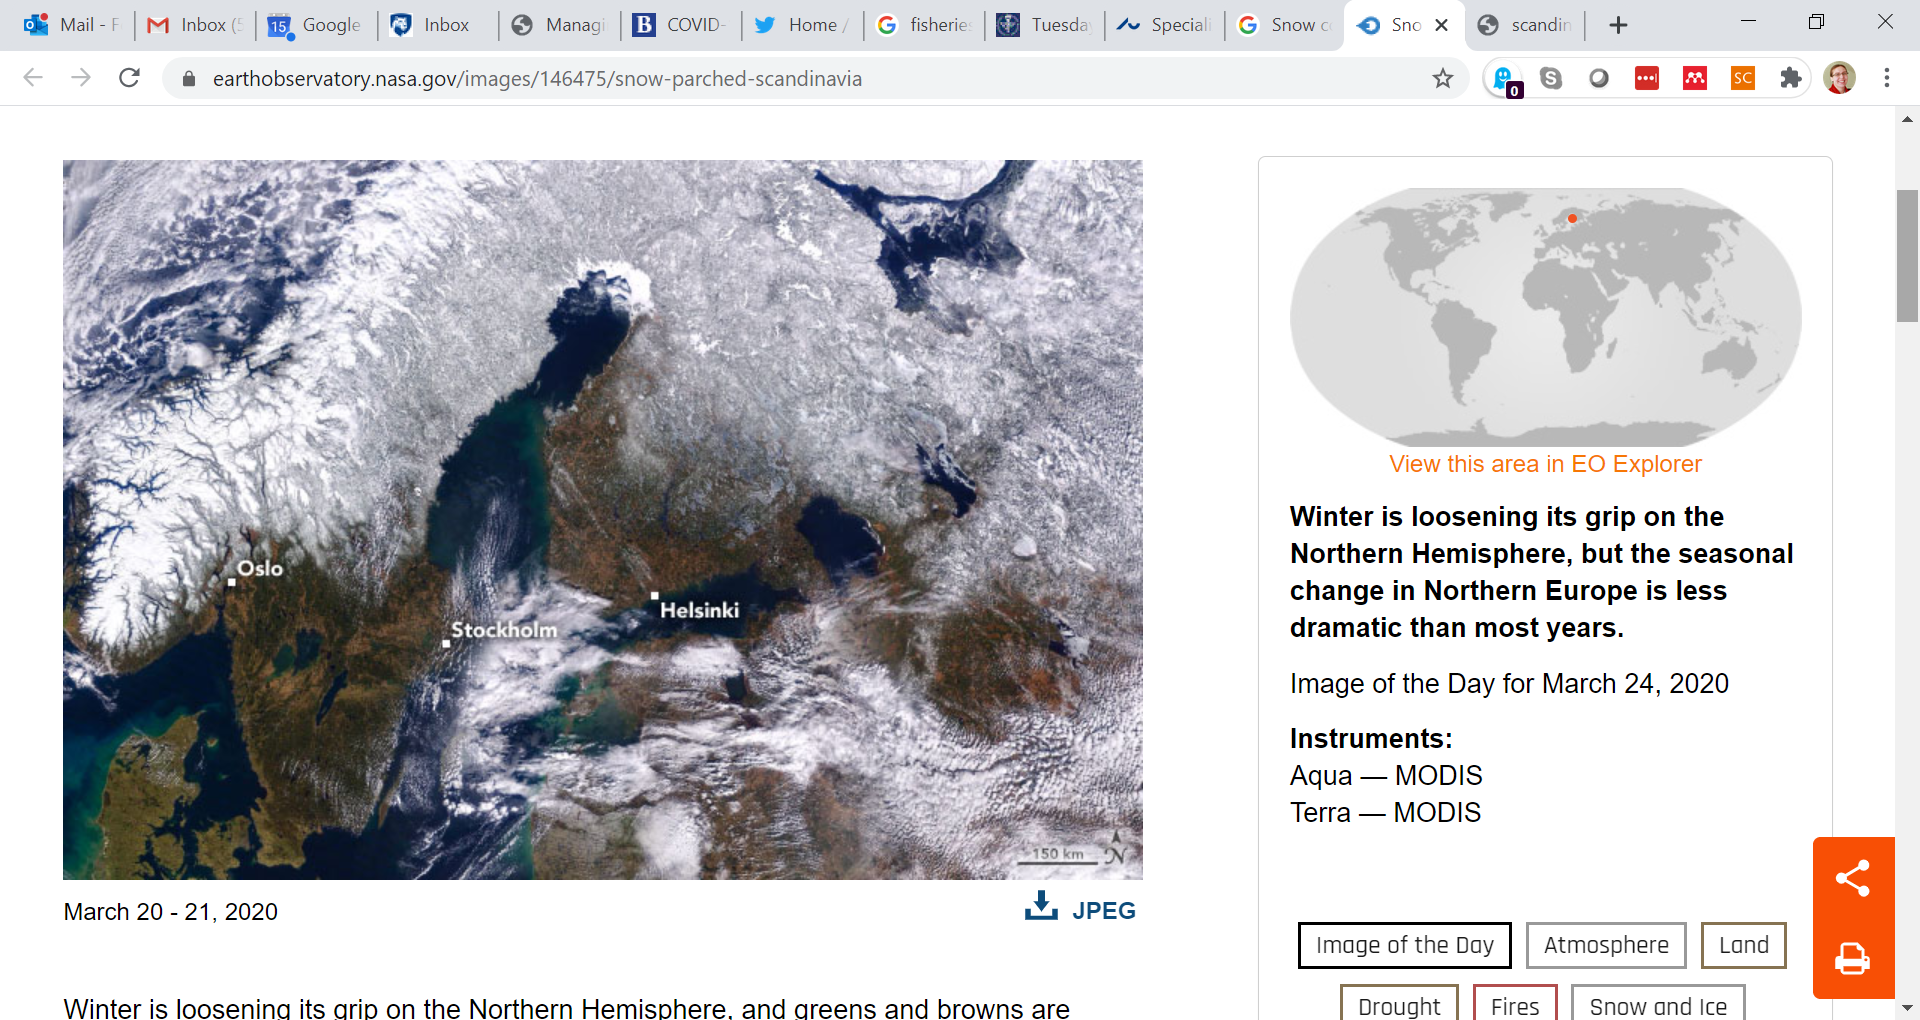 Mail - F
Inbox (5
15
Google
Inbox
Managi
B
COVID-
Home /
fisherie
Tuesda
Speciali
Snow c
Sno
scandin
earthobservatory.nasa.gov/images/146475/snow-parched-scandinavia
0
SC
Oslo
Stockholm
Helsinki
150 km
N
March 20 - 21, 2020
JPEG
Winter is loosening its grip on the Northern Hemisphere, and greens and browns are
View this area in EO Explorer
Winter is loosening its grip on the
Northern Hemisphere, but the seasonal
change in Northern Europe is less
dramatic than most years.
Image of the Day for March 24, 2020
Instruments:
Aqua — MODIS
Terra — MODIS
Image of the Day
Atmosphere
Land
Drought
Fires
Snow and Ice